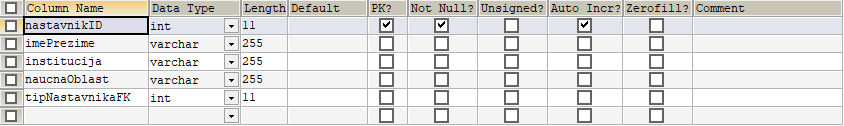 Column Name Data Type Length Default PK? Not Null? Unsigned? Auto Incr? Zerofill? Comment
nastavnikID int 11
imePrezime varchar 255
institucija varchar 255
naucnaOblast varchar 255
tipNastavnikaFK int 11